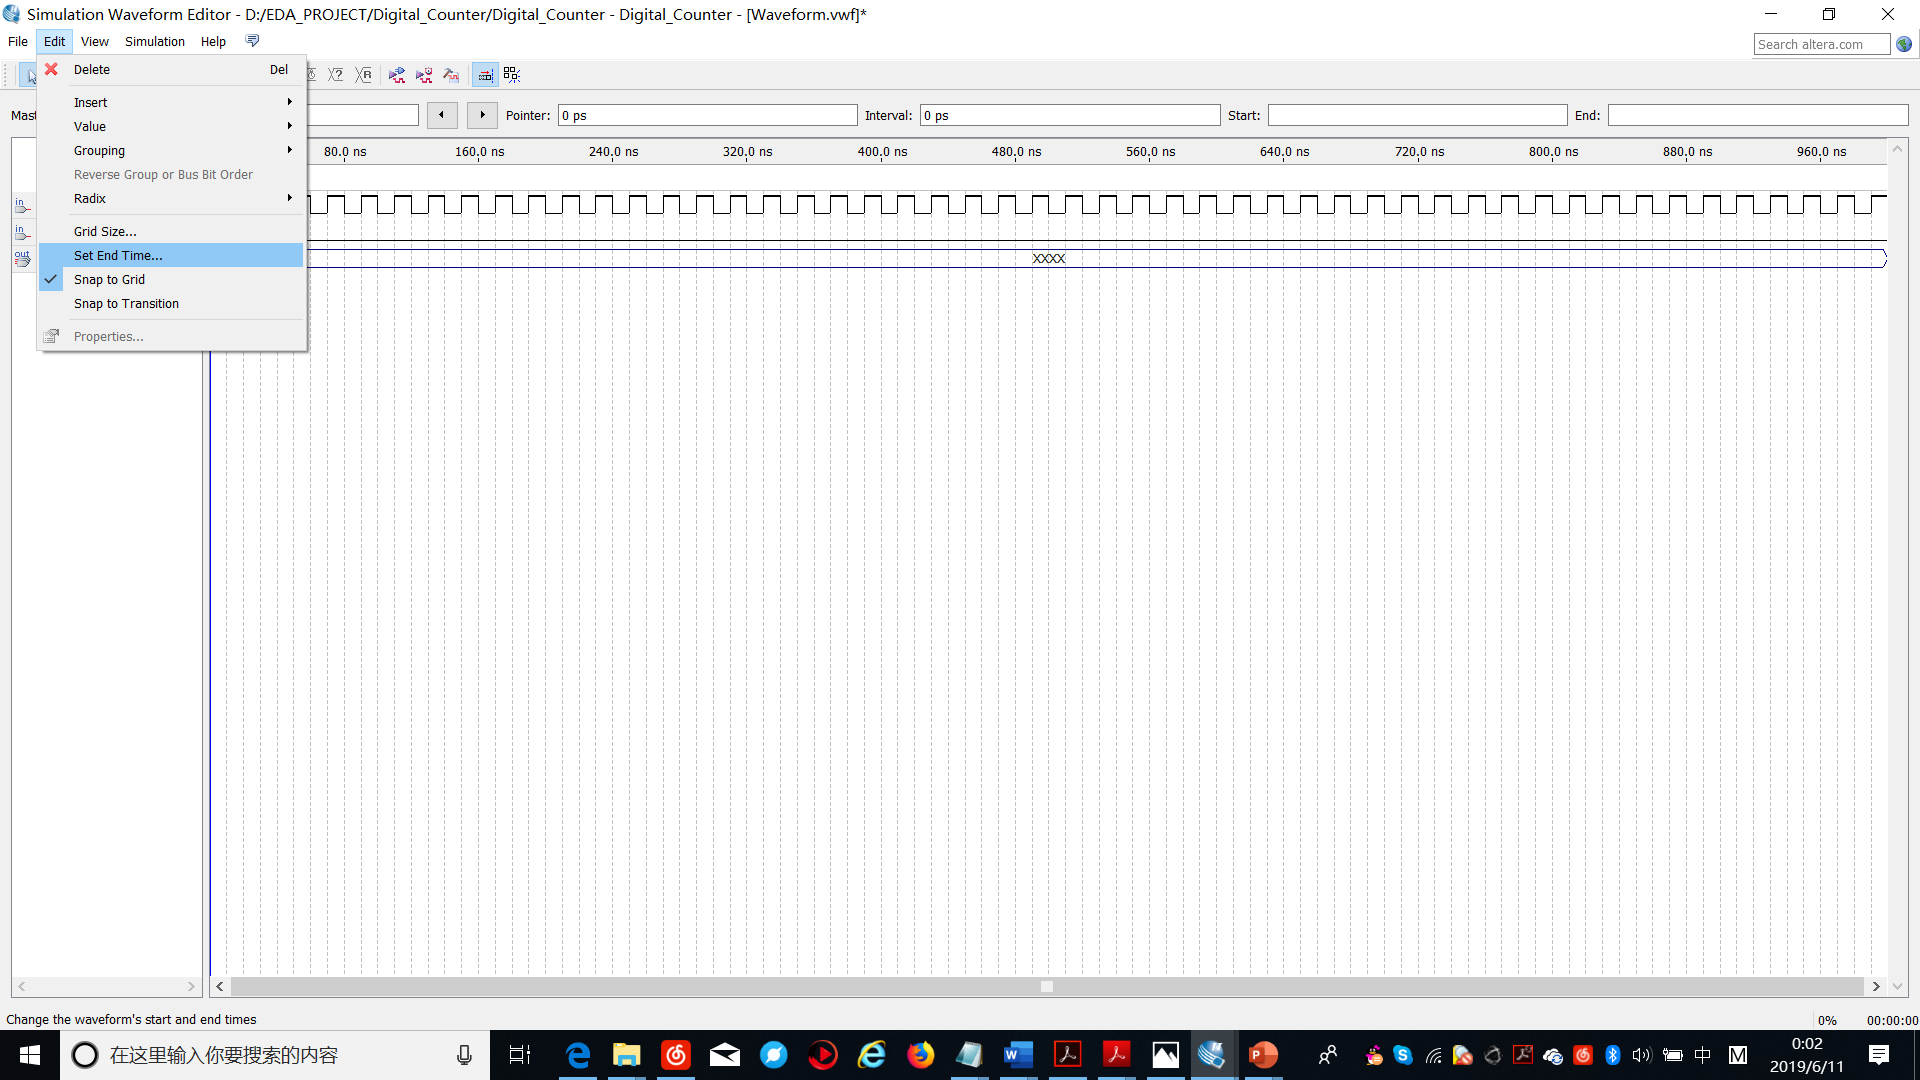 Simulation Waveform Editor - D:/EDA_PROJECT/Digital_Counter/Digital_Counter - Digital_Counter - [Waveform.vwf]*
File Edit View Simulation Help
Search altera.com
Delete Del
Insert
Value
Grouping
Reverse Group or Bus Bit Order
Radix
Grid Size...
Set End Time...
Snap to Grid
Snap to Transition
Properties...
Mast
Pointer: 0 ps Interval: 0 ps Start: End:
80.0 ns 160.0 ns 240.0 ns 320.0 ns 400.0 ns 480.0 ns 560.0 ns 640.0 ns 720.0 ns 800.0 ns 880.0 ns 960.0 ns
in
in
out
XXXX
Change the waveform's start and end times
0% 00:00:00
在这里输入你要搜索的内容
中
M
0:02
2019/6/11